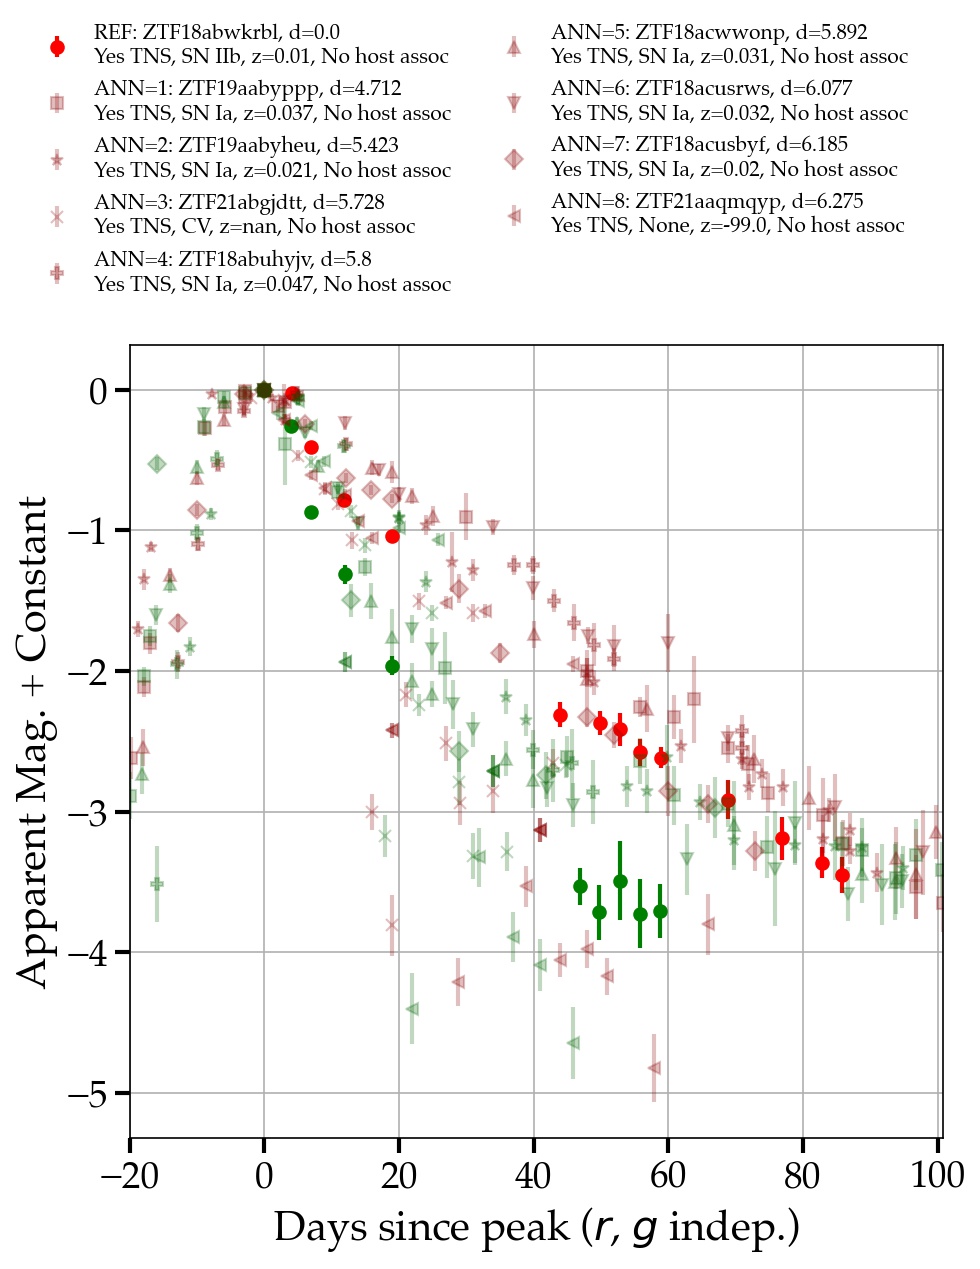 REF: ZTF18abwkrbl, d=0.0
Yes TNS, SN IIb, z=0.01, No host assoc
ANN=1: ZTF19aabyppp, d=4.712
Yes TNS, SN Ia, z=0.037, No host assoc
ANN=2: ZTF19aabyheu, d=5.423
Yes TNS, SN Ia, z=0.021, No host assoc
ANN=3: ZTF21abgjdtt, d=5.728
Yes TNS, CV, z=nan, No host assoc
ANN=4: ZTF18abuhyjv, d=5.8
Yes TNS, SN Ia, z=0.047, No host assoc
ANN=5: ZTF18acwwonp, d=5.892
Yes TNS, SN Ia, z=0.031, No host assoc
ANN=6: ZTF18acusrws, d=6.077
Yes TNS, SN Ia, z=0.032, No host assoc
ANN=7: ZTF18acusbyf, d=6.185
Yes TNS, SN Ia, z=0.02, No host assoc
ANN=8: ZTF21aaqmqyp, d=6.275
Yes TNS, None, z=-99.0, No host assoc
Apparent Mag. + Constant
0
−1
−2
−3
−4
−5
−20 0 20 40 60 80 100
Days since peak (r, g indep.)